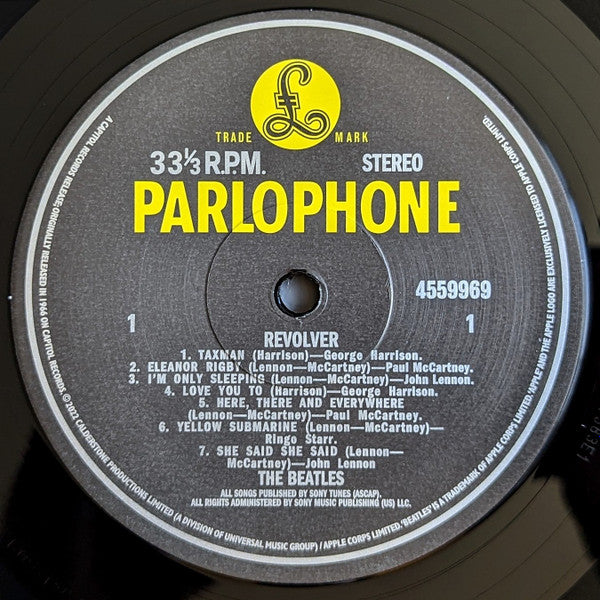 £
TRADE MARK
33⅓ R.P.M. STEREO
PARLOPHONE
4559969
1 1
REVOLVER
1. TAXMAN (Harrison)—George Harrison.
2. ELEANOR RIGBY (Lennon—McCartney)—Paul McCartney.
3. I'M ONLY SLEEPING (Lennon—McCartney)—John Lennon.
4. LOVE YOU TO (Harrison)—George Harrison.
5. HERE, THERE AND EVERYWHERE
(Lennon—McCartney)—Paul McCartney.
6. YELLOW SUBMARINE (Lennon—McCartney)—
Ringo Starr.
7. SHE SAID SHE SAID (Lennon—
McCartney)—John Lennon
THE BEATLES
ALL SONGS PUBLISHED BY SONY TUNES (ASCAP).
ALL RIGHTS ADMINISTERED BY SONY MUSIC PUBLISHING (US) LLC.
A CAPITOL RECORDS RELEASE; ORIGINALLY RELEASED IN 1966 ON CAPITOL RECORDS. ©2022 CALDERSTONE PRODUCTIONS LIMITED (A DIVISION OF UNIVERSAL MUSIC GROUP) / APPLE CORPS LIMITED. 'BEATLES' IS A TRADEMARK OF APPLE CORPS LIMITED. 'APPLE' AND THE APPLE LOGO ARE EXCLUSIVELY LICENSED TO APPLE CORPS LIMITED.